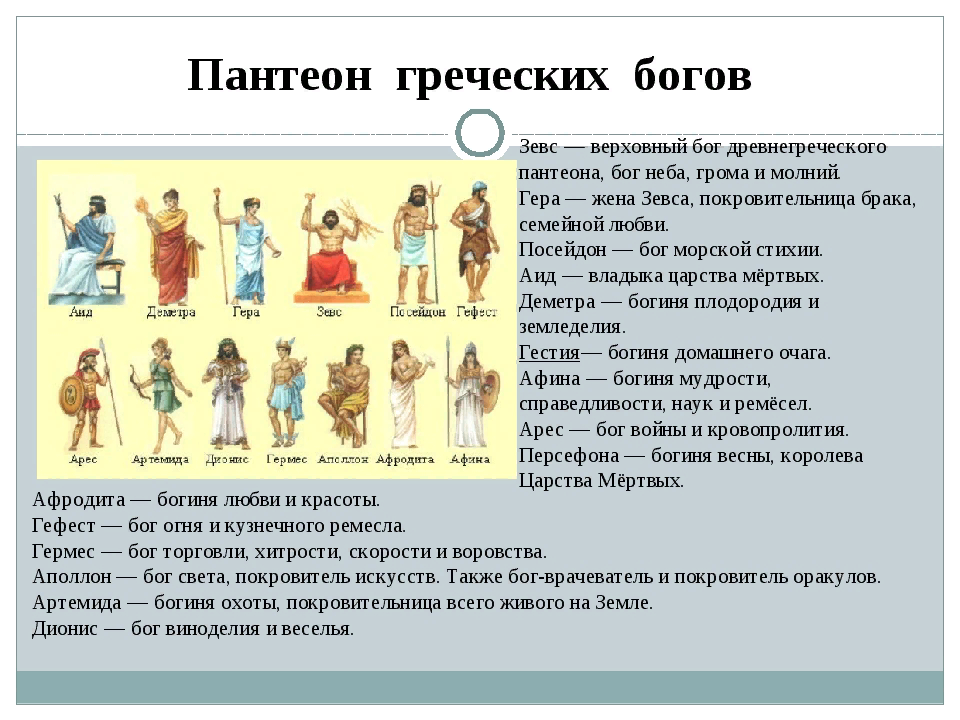 Пантеон греческих богов
Зевс — верховный бог древнегреческого
пантеона, бог неба, грома и молний.
Гера — жена Зевса, покровительница брака,
семейной любви.
Посейдон — бог морской стихии.
Аид — владыка царства мёртвых.
Деметра — богиня плодородия и
земледелия.
Гестия— богиня домашнего очага.
Афина — богиня мудрости,
справедливости, наук и ремёсел.
Арес — бог войны и кровопролития.
Персефона — богиня весны, королева
Царства Мёртвых.
Аид Деметра Гера Зевс Посейдон Гефест
Арес Артемида Дионис Гермес Аполлон Афродита Афина
Афродита — богиня любви и красоты.
Гефест — бог огня и кузнечного ремесла.
Гермес — бог торговли, хитрости, скорости и воровства.
Аполлон — бог света, покровитель искусств. Также бог-врачеватель и покровитель оракулов.
Артемида — богиня охоты, покровительница всего живого на Земле.
Дионис — бог виноделия и веселья.